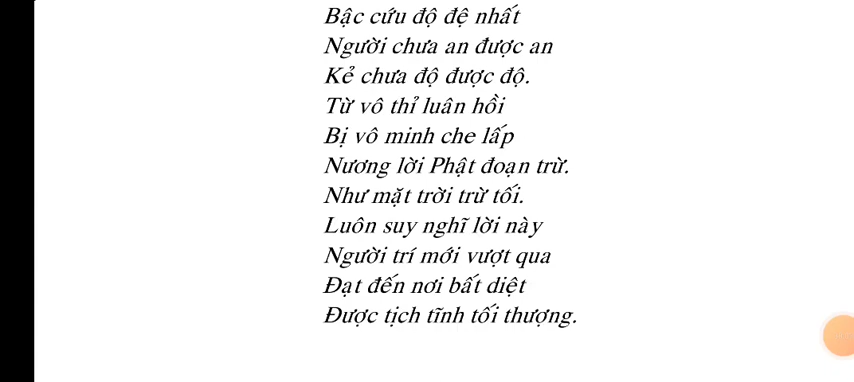 Bậc cứu độ đệ nhất
Người chưa an được an
Kẻ chưa độ được độ.
Từ vô thỉ luân hồi
Bị vô minh che lấp
Nương lời Phật đoạn trừ.
Như mặt trời trừ tối.
Luôn suy nghĩ lời này
Người trí mới vượt qua
Đạt đến nơi bất diệt
Được tịch tĩnh tối thượng.